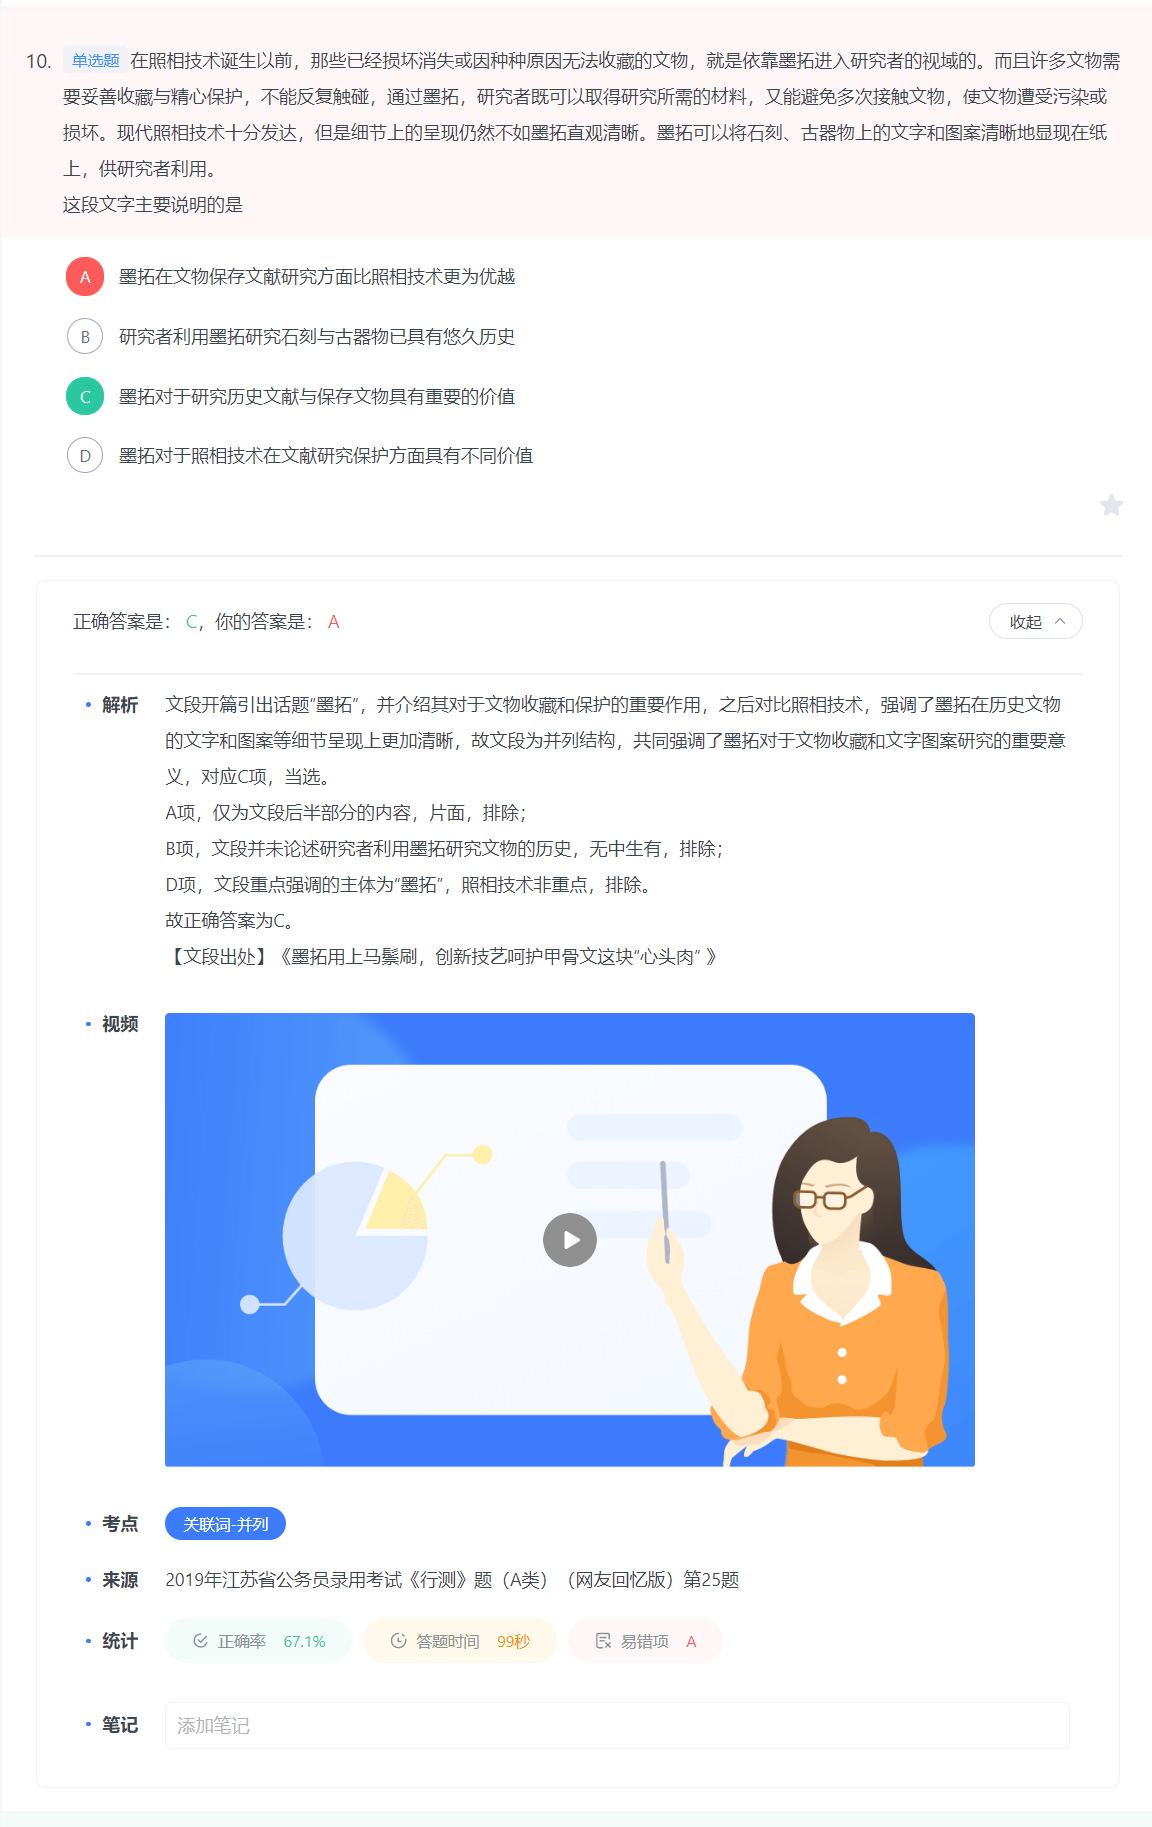 10. 单选题 在照相技术诞生以前，那些已经损坏消失或因种种原因无法收藏的文物，就是依靠墨拓进入研究者的视域的。而且许多文物需
要妥善收藏与精心保护，不能反复触碰，通过墨拓，研究者既可以取得研究所需的材料，又能避免多次接触文物，使文物遭受污染或
损坏。现代照相技术十分发达，但是细节上的呈现仍然不如墨拓直观清晰。墨拓可以将石刻、古器物上的文字和图案清晰地显现在纸
上，供研究者利用。
这段文字主要说明的是
A 墨拓在文物保存文献研究方面比照相技术更为优越
B 研究者利用墨拓研究石刻与古器物已具有悠久历史
C 墨拓对于研究历史文献与保存文物具有重要的价值
D 墨拓对于照相技术在文献研究保护方面具有不同价值
正确答案是： C，你的答案是： A
收起
解析 文段开篇引出话题“墨拓”，并介绍其对于文物收藏和保护的重要作用，之后对比照相技术，强调了墨拓在历史文物
的文字和图案等细节呈现上更加清晰，故文段为并列结构，共同强调了墨拓对于文物收藏和文字图案研究的重要意
义，对应C项，当选。
A项，仅为文段后半部分的内容，片面，排除；
B项，文段并未论述研究者利用墨拓研究文物的历史，无中生有，排除；
D项，文段重点强调的主体为“墨拓”，照相技术非重点，排除。
故正确答案为C。
【文段出处】《墨拓用上马鬃刷，创新技艺呵护甲骨文这块“心头肉” 》
视频
考点 关联词-并列
来源 2019年江苏省公务员录用考试《行测》题（A类）（网友回忆版）第25题
统计 正确率 67.1% 答题时间 99秒 易错项 A
笔记 添加笔记